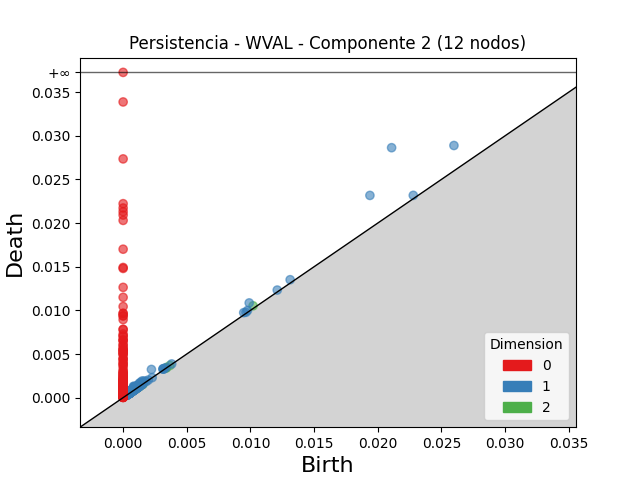 Persistencia - WVAL - Componente 2 (12 nodos)
+∞
0.035
0.030
0.025
0.020
0.015
0.010
0.005
0.000
Death
Dimension
0
1
2
0.000 0.005 0.010 0.015 0.020 0.025 0.030 0.035
Birth